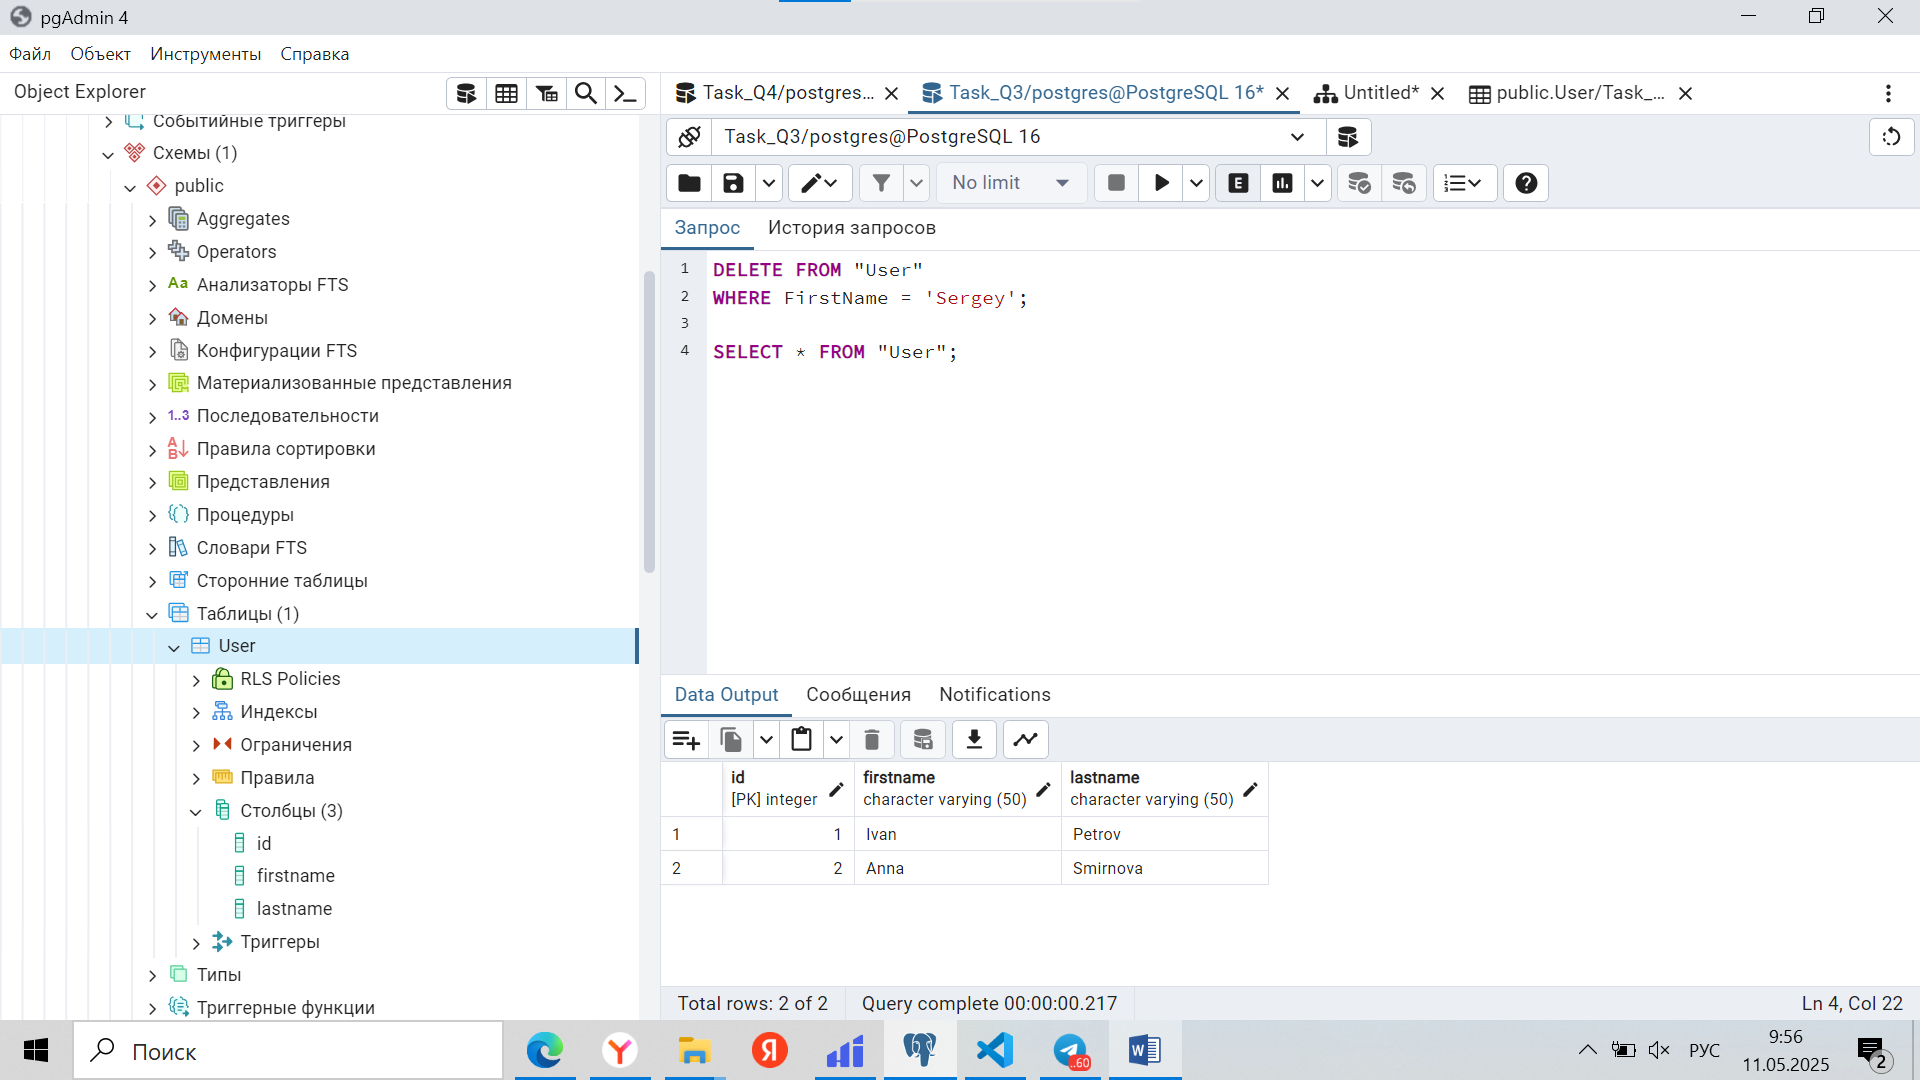 pgAdmin 4
Файл Объект Инструменты Справка
Object Explorer
Событийные триггеры
Схемы (1)
public
Aggregates
Operators
Aa Анализаторы FTS
Домены
Конфигурации FTS
Материализованные представления
1..3 Последовательности
Правила сортировки
Представления
Процедуры
Словари FTS
Сторонние таблицы
Таблицы (1)
User
RLS Policies
Индексы
Ограничения
Правила
Столбцы (3)
id
firstname
lastname
Триггеры
Типы
Триггерные функции
Task_Q4/postgres... Task_Q3/postgres@PostgreSQL 16* Untitled* public.User/Task_...
Task_Q3/postgres@PostgreSQL 16
No limit E
Запрос История запросов
1 DELETE FROM "User"
2 WHERE FirstName = 'Sergey';
3
4 SELECT * FROM "User";
Data Output Сообщения Notifications
id firstname lastname
[PK] integer character varying (50) character varying (50)
1 1 Ivan Petrov
2 2 Anna Smirnova
Total rows: 2 of 2 Query complete 00:00:00.217 Ln 4, Col 22
Поиск Я ..60 РУС 9:56
11.05.2025 2